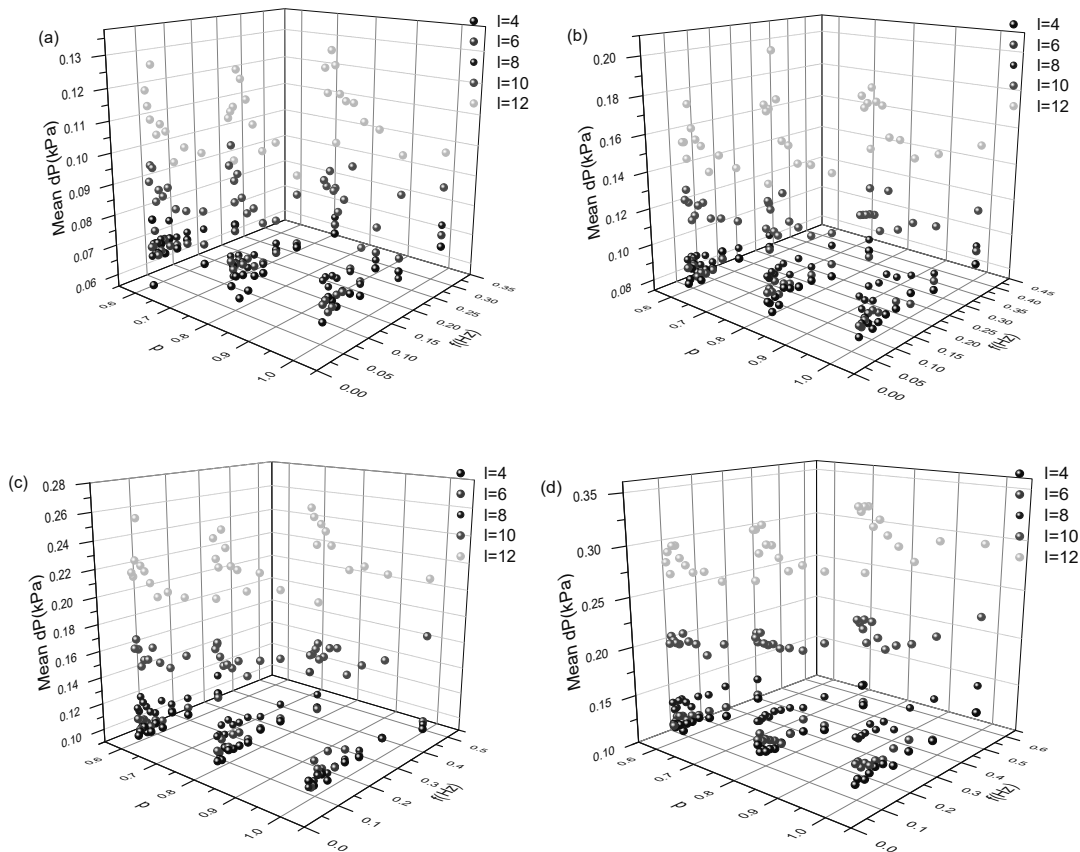 (a)
l=4
l=6
l=8
l=10
l=12
Mean dP(kPa)
0.13
0.12
0.11
0.10
0.09
0.08
0.07
0.06
0.6
0.7
0.8
0.9
1.0
p
0.00
0.05
0.10
0.15
0.20
0.25
0.30
0.35
f(Hz)
(b)
l=4
l=6
l=8
l=10
l=12
Mean dP(kPa)
0.20
0.18
0.16
0.14
0.12
0.10
0.08
0.6
0.7
0.8
0.9
1.0
p
0.00
0.05
0.10
0.15
0.20
0.25
0.30
0.35
0.40
0.45
f(Hz)
(c)
l=4
l=6
l=8
l=10
l=12
Mean dP(kPa)
0.28
0.26
0.24
0.22
0.20
0.18
0.16
0.14
0.12
0.10
0.6
0.7
0.8
0.9
1.0
p
0.0
0.1
0.2
0.3
0.4
0.5
f(Hz)
(d)
l=4
l=6
l=8
l=10
l=12
Mean dP(kPa)
0.35
0.30
0.25
0.20
0.15
0.10
0.6
0.7
0.8
0.9
1.0
p
0.0
0.1
0.2
0.3
0.4
0.5
0.6
f(Hz)